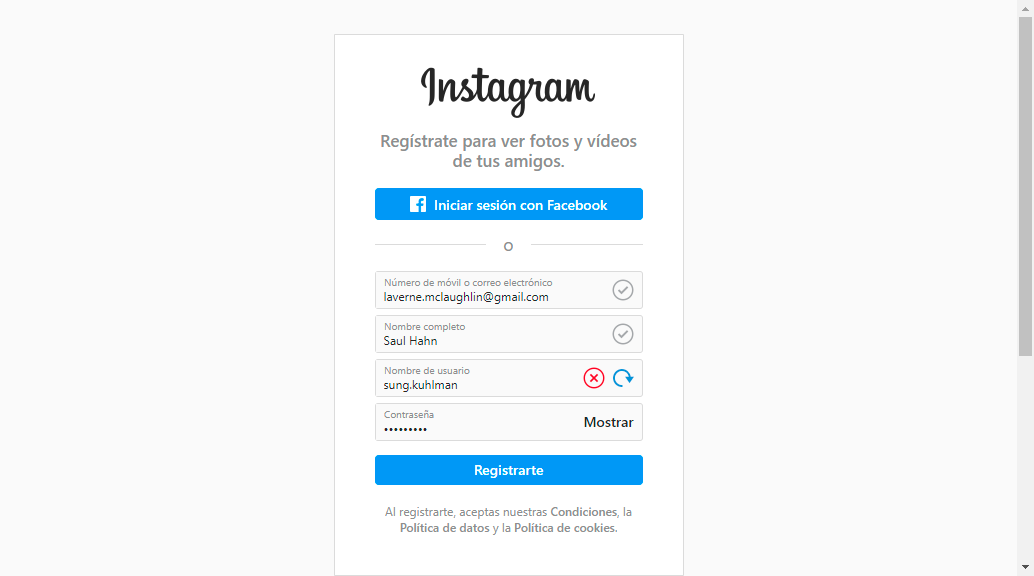 Instagram
Regístrate para ver fotos y vídeos
de tus amigos.
Iniciar sesión con Facebook
O
Número de móvil o correo electrónico
laverne.mclaughlin@gmail.com
Nombre completo
Saul Hahn
Nombre de usuario
sung.kuhlman
Contraseña
•••••••••
Mostrar
Registrarte
Al registrarte, aceptas nuestras Condiciones, la
Política de datos y la Política de cookies.